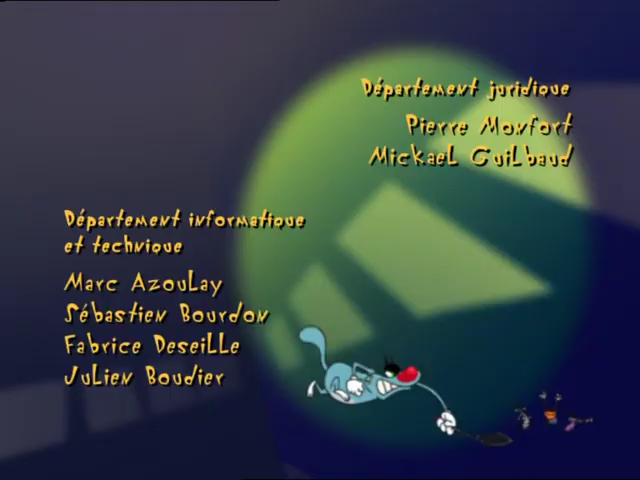 Département juridique
Pierre Monfort
Mickael Guilbaud
Département informatique
et technique
Marc Azoulay
Sébastien Bourdon
Fabrice Deseille
Julien Boudier